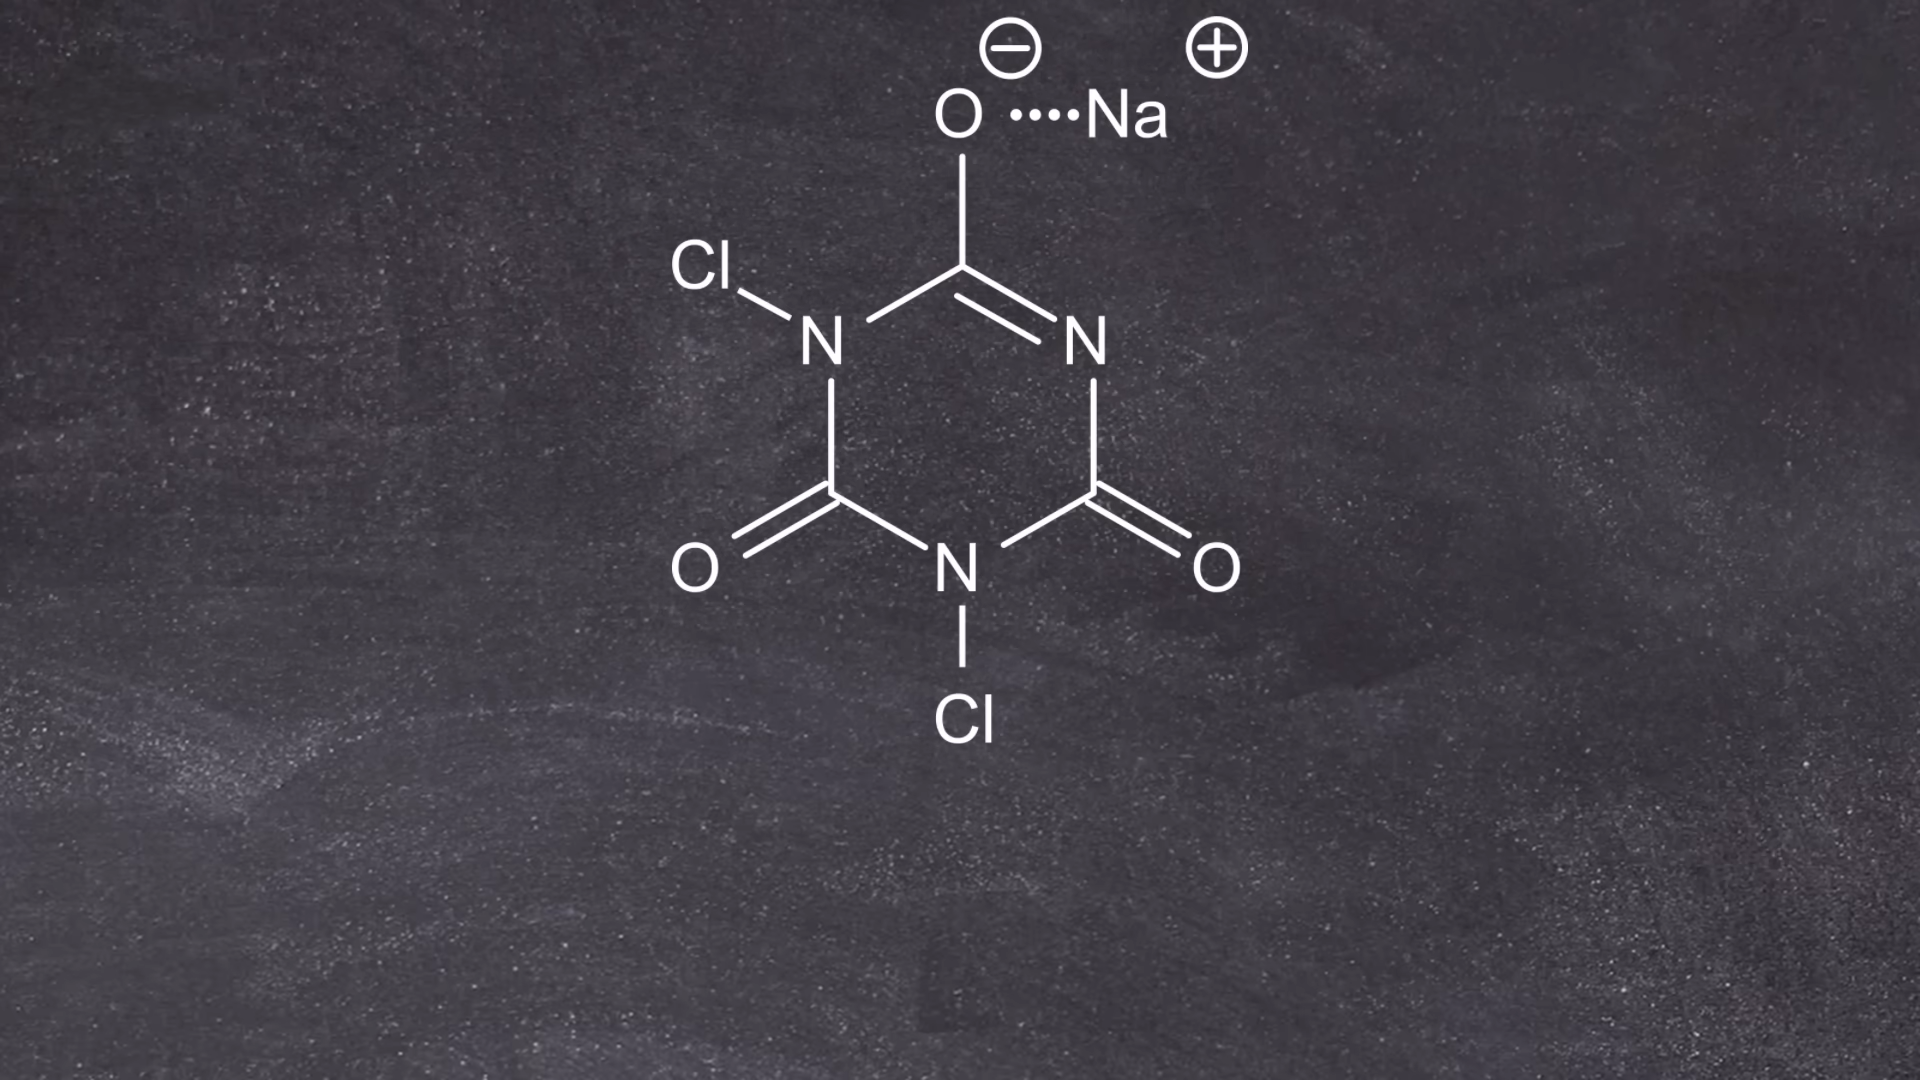 ⊖ ⊕
O ····Na
Cl
N N
O N O
Cl